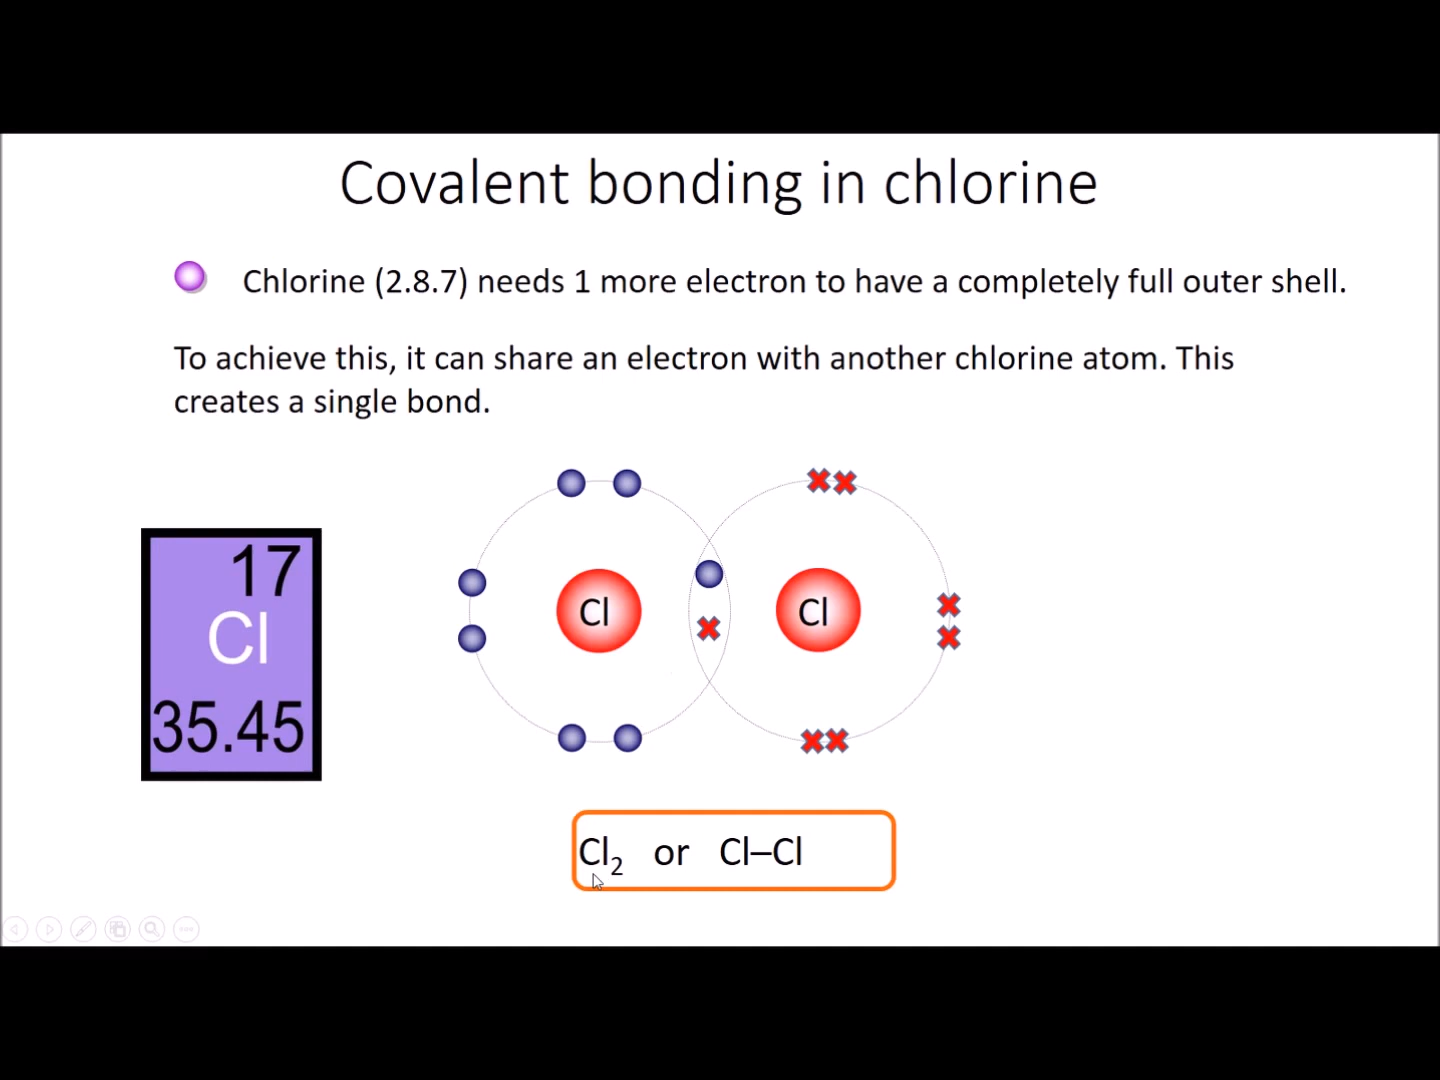 Covalent bonding in chlorine
Chlorine (2.8.7) needs 1 more electron to have a completely full outer shell.
To achieve this, it can share an electron with another chlorine atom. This
creates a single bond.
17
Cl
35.45
Cl
Cl
Cl₂ or Cl–Cl